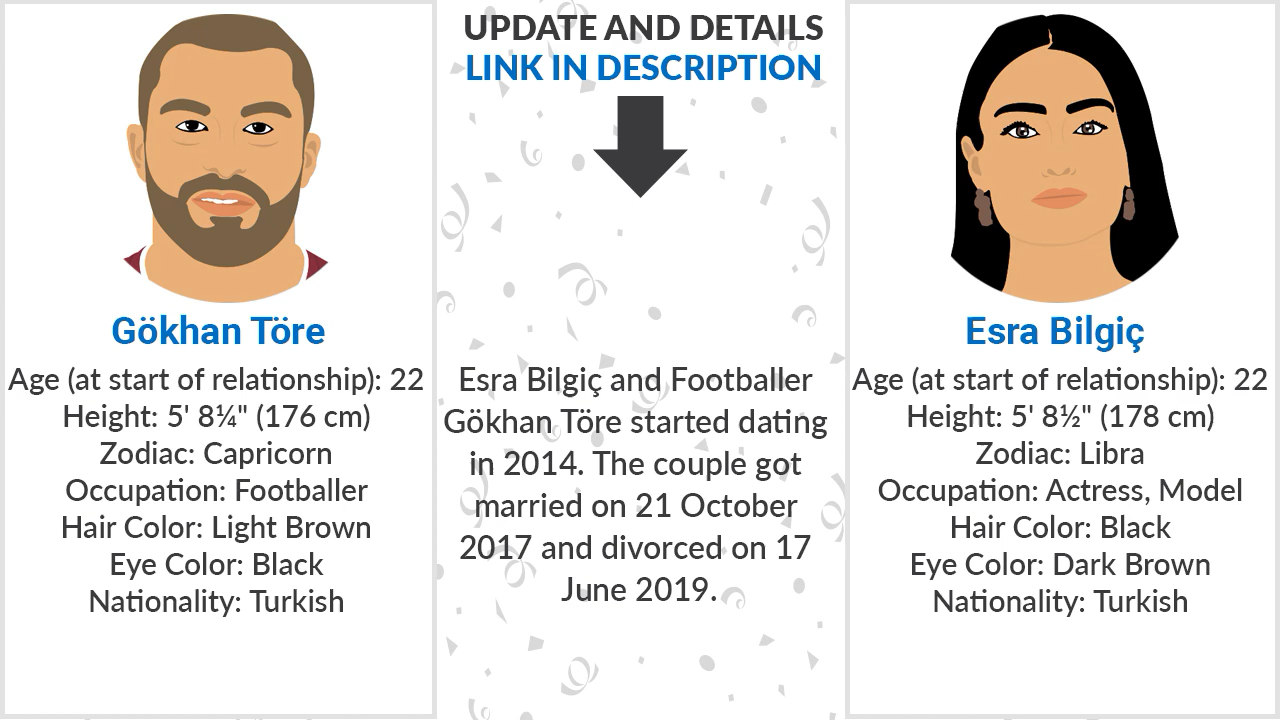 UPDATE AND DETAILS
LINK IN DESCRIPTION
Gökhan Töre
Age (at start of relationship): 22
Height: 5' 8¼" (176 cm)
Zodiac: Capricorn
Occupation: Footballer
Hair Color: Light Brown
Eye Color: Black
Nationality: Turkish
Esra Bilgiç and Footballer
Gökhan Töre started dating
in 2014. The couple got
married on 21 October
2017 and divorced on 17
June 2019.
Esra Bilgiç
Age (at start of relationship): 22
Height: 5' 8½" (178 cm)
Zodiac: Libra
Occupation: Actress, Model
Hair Color: Black
Eye Color: Dark Brown
Nationality: Turkish